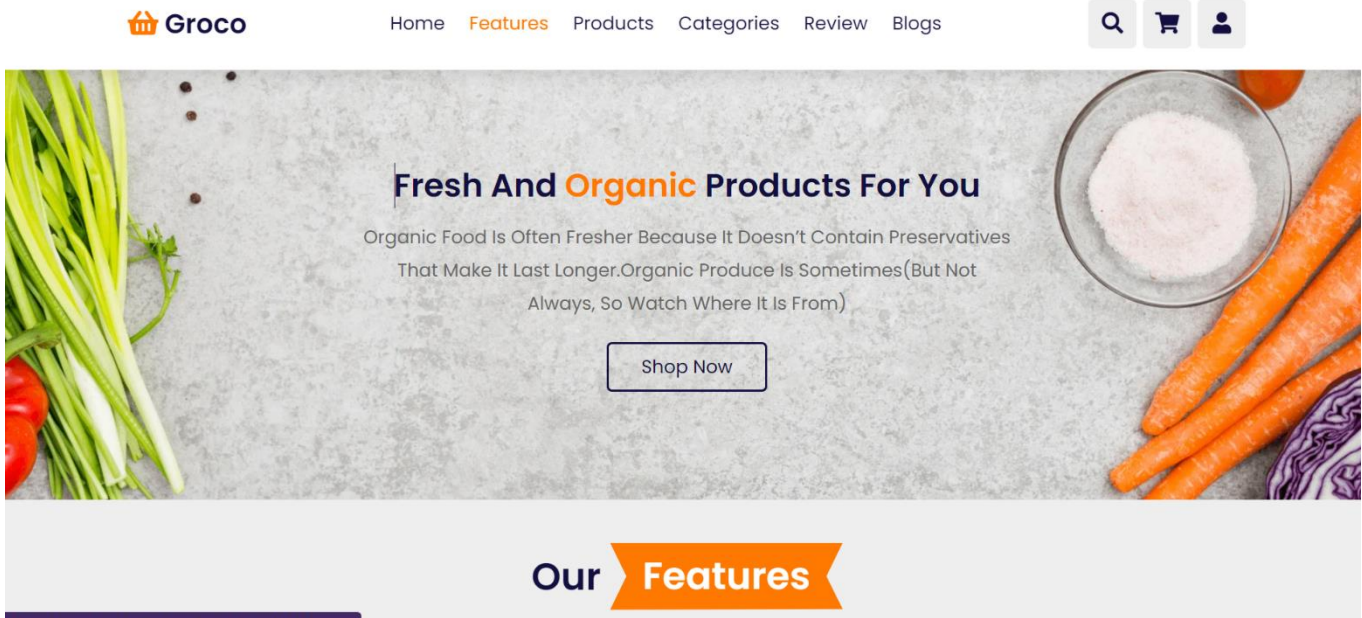 Groco
Home Features Products Categories Review Blogs
Fresh And Organic Products For You
Organic Food Is Often Fresher Because It Doesn’t Contain Preservatives
That Make It Last Longer.Organic Produce Is Sometimes(But Not
Always, So Watch Where It Is From)
Shop Now
Our Features